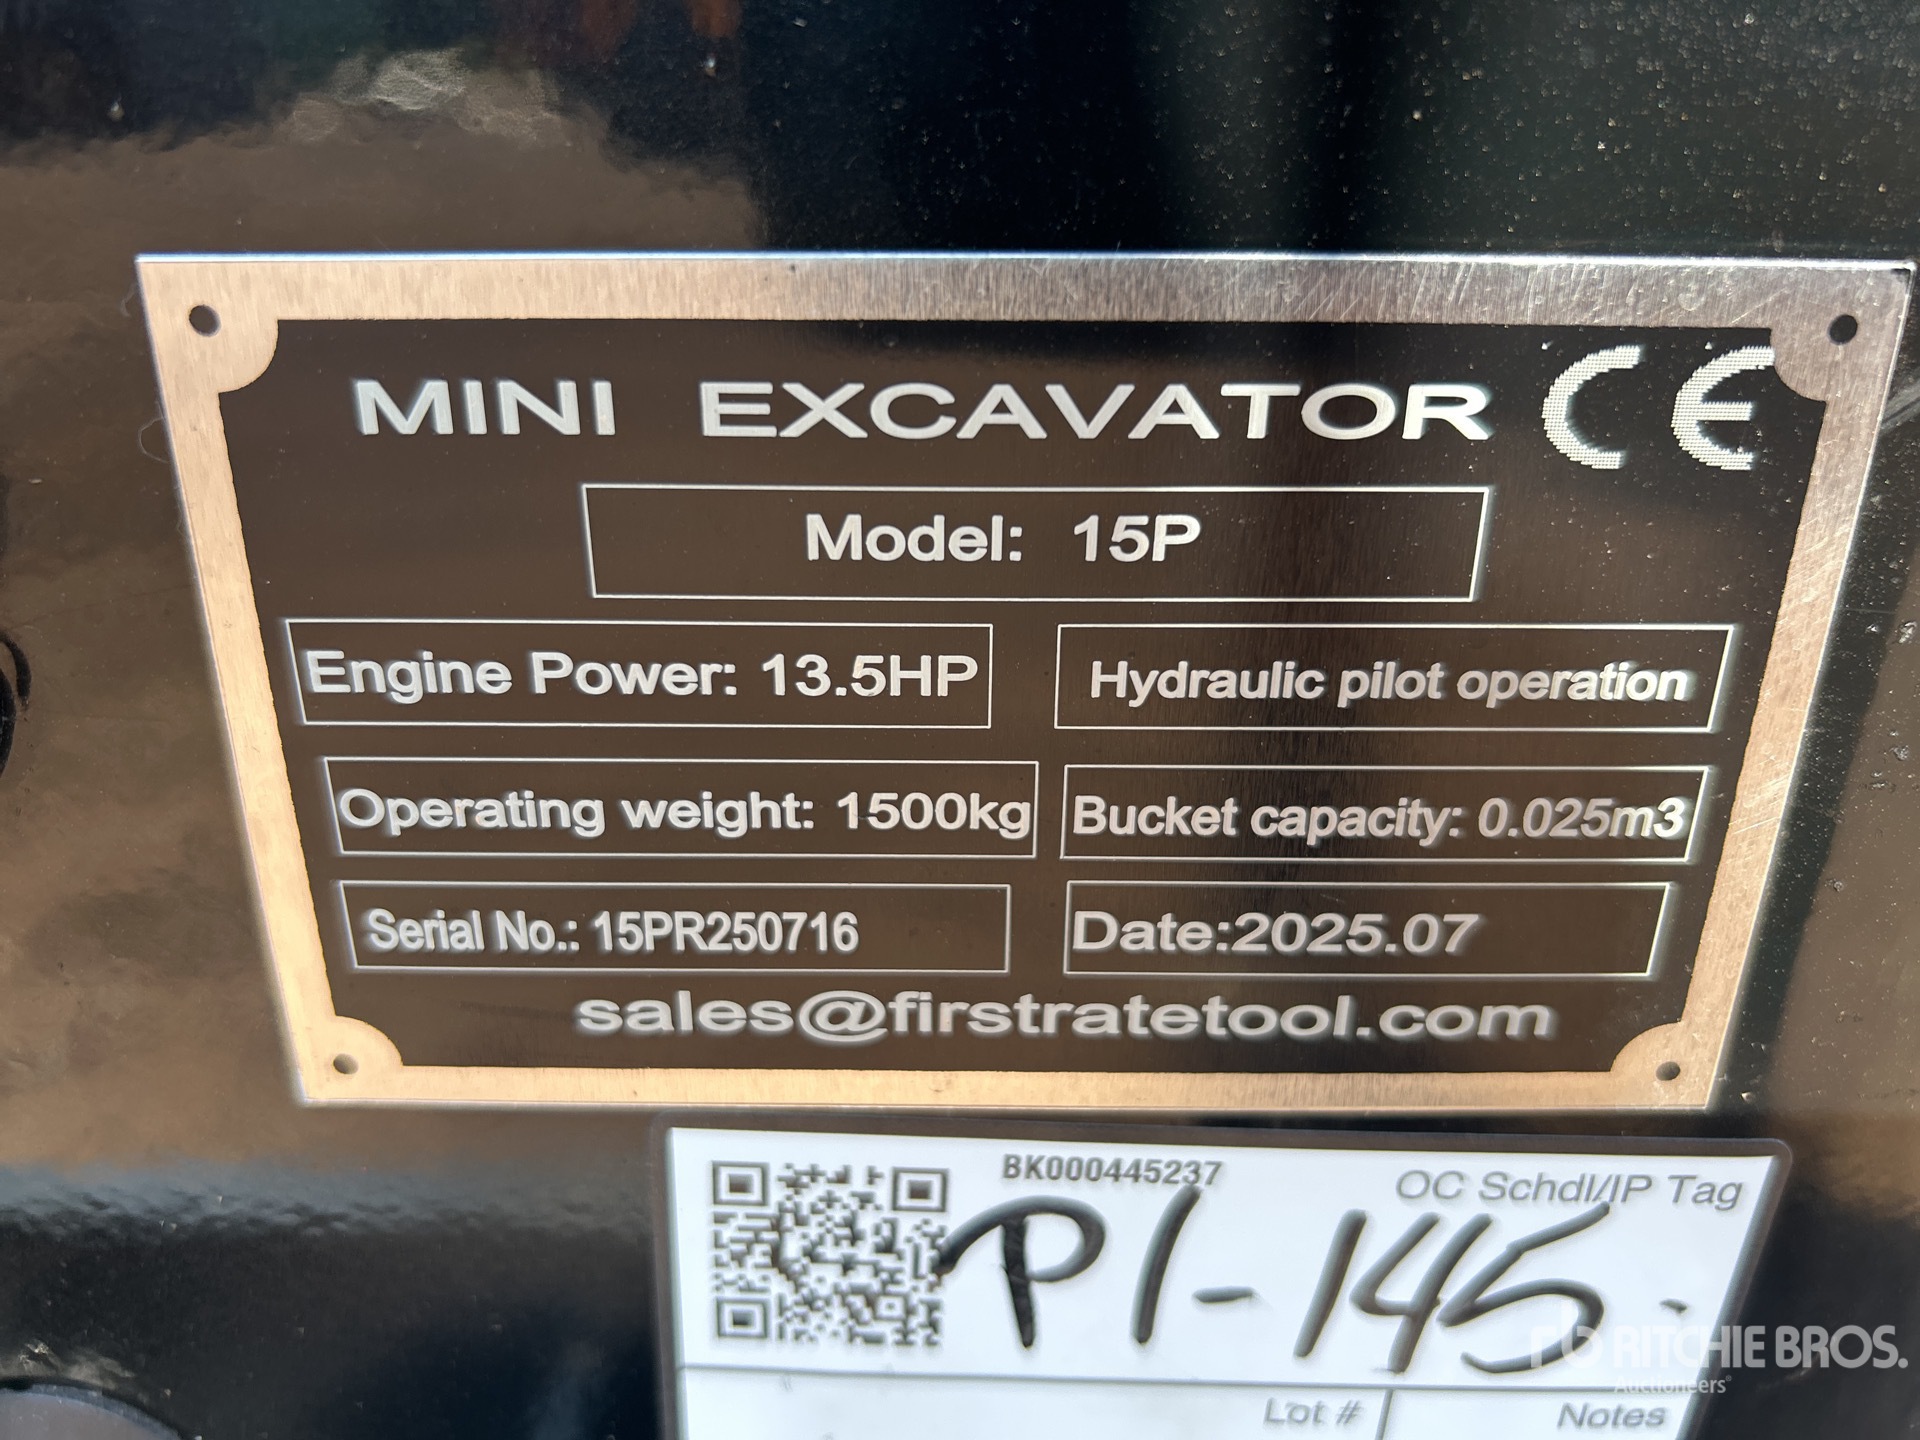 MINI EXCAVATOR CE
Model: 15P
Engine Power: 13.5HP
Hydraulic pilot operation
Operating weight: 1500kg
Bucket capacity: 0.025m3
Serial No.: 15PR250716
Date:2025.07
sales@firstratetool.com
BK000445237
OC Schdl/IP Tag
P1-145
Lot #
Notes
rb RITCHIE BROS.
Auctioneers®